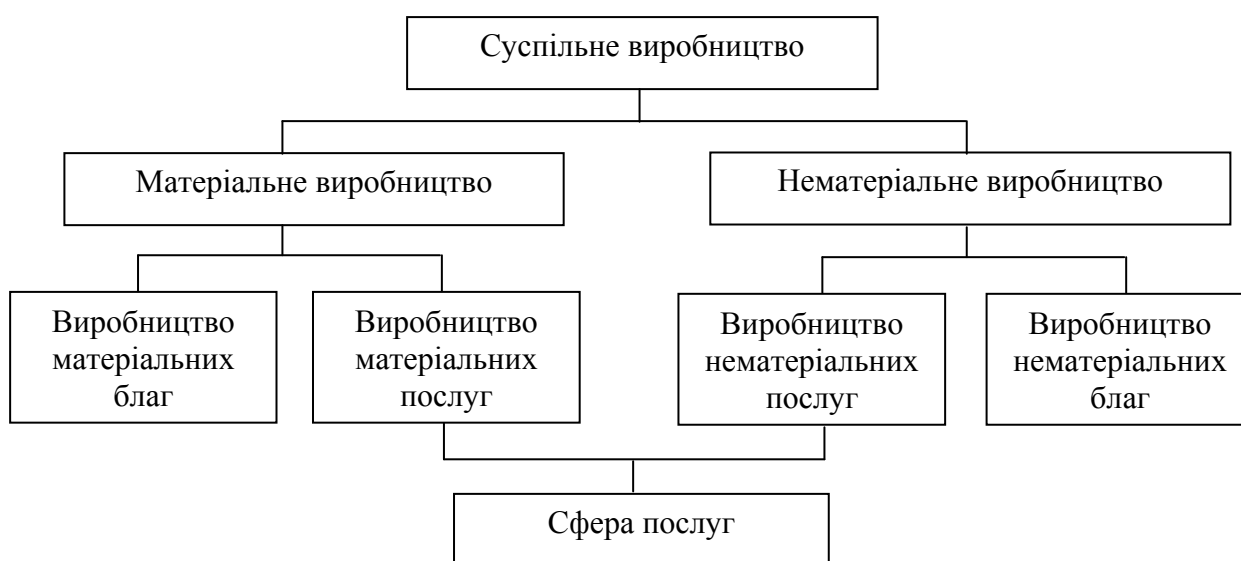 Суспільне виробництво
Матеріальне виробництво
Нематеріальне виробництво
Виробництво
матеріальних
благ
Виробництво
матеріальних
послуг
Виробництво
нематеріальних
послуг
Виробництво
нематеріальних
благ
Сфера послуг